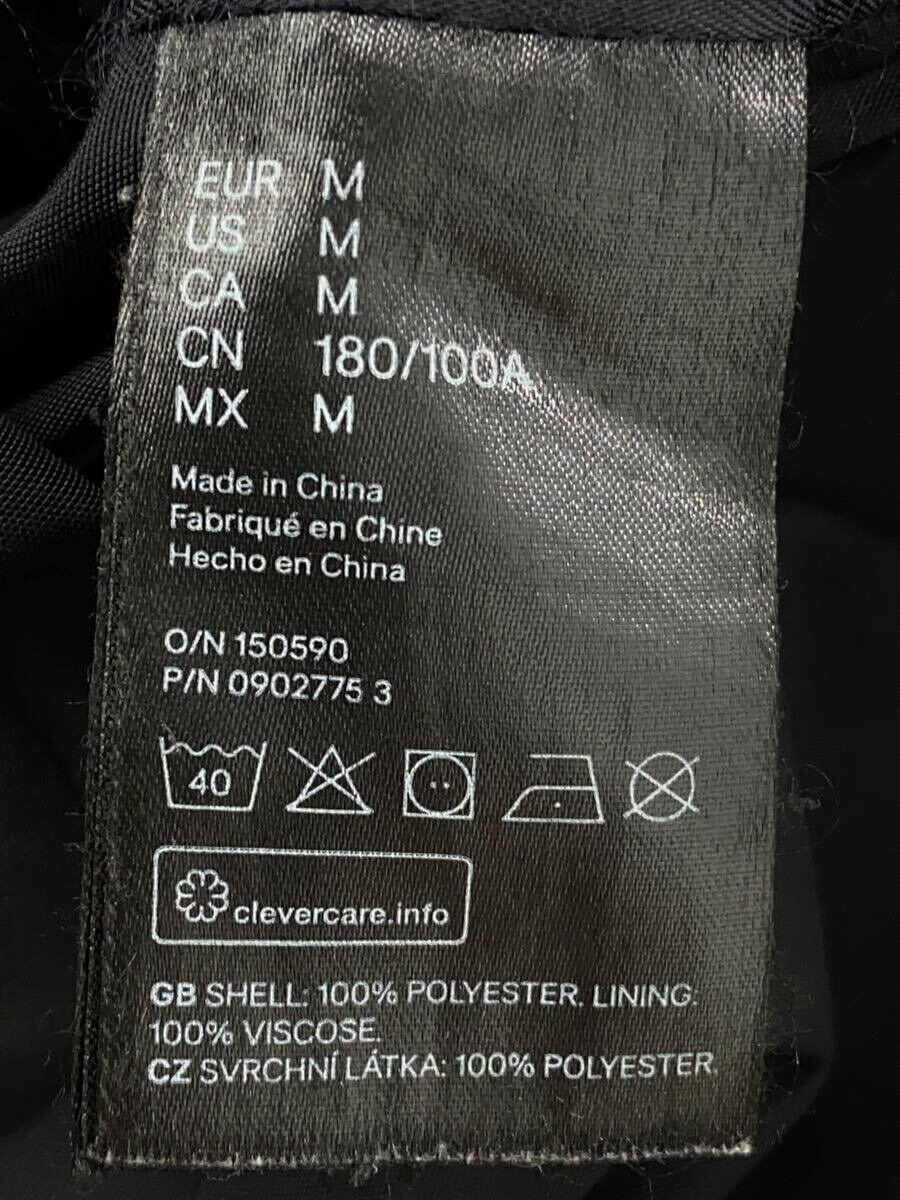 EUR M
US M
CA M
CN 180/100A
MX M
Made in China
Fabriqué en Chine
Hecho en China
O/N 150590
P/N 0902775 3
40
clevercare.info
GB SHELL: 100% POLYESTER. LINING:
100% VISCOSE.
CZ SVRCHNÍ LÁTKA: 100% POLYESTER.